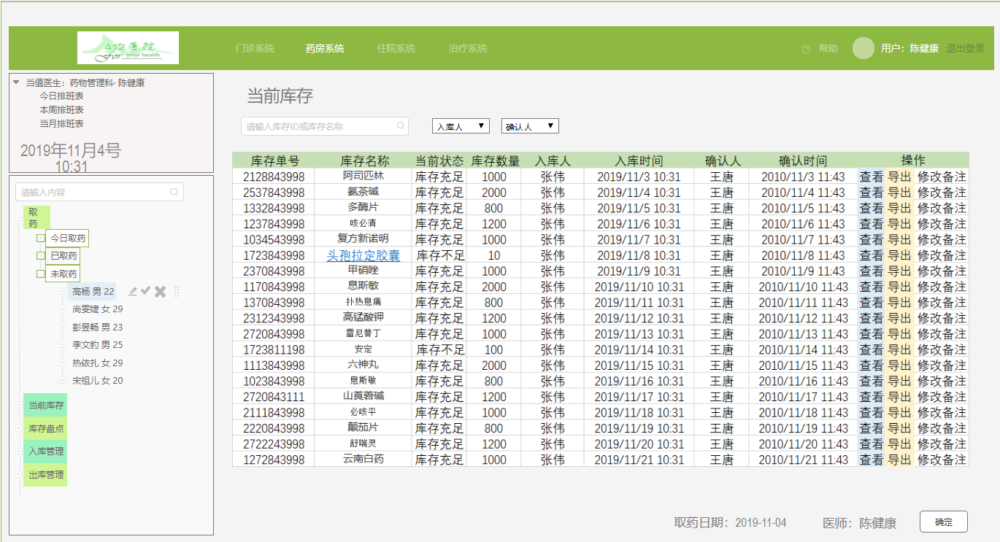 412医院
For your health
门诊系统 药房系统 住院系统 治疗系统 帮助 用户：陈健康 退出登录
当值医生：药物管理科· 陈健康
今日排班表
本周排班表
当月排班表
2019年11月4号
10:31
请输入内容
取
药
今日取药
已取药
未取药
高杨 男 22
尚雯婕 女 29
彭昱畅 男 23
李文豹 男 25
热依扎 女 29
宋祖儿 女 20
当前库存
库存盘点
入库管理
出库管理
当前库存
请输入库存ID或库存名称 入库人 确认人
库存单号 库存名称 当前状态 库存数量 入库人 入库时间 确认人 确认时间 操作
2128843998 阿司匹林 库存充足 1000 张伟 2019/11/3 10:31 王唐 2010/11/3 11:43 查看 导出 修改备注
2537843998 氨茶碱 库存充足 2000 张伟 2019/11/4 10:31 王唐 2010/11/4 11:43 查看 导出 修改备注
1332843998 多酶片 库存充足 800 张伟 2019/11/5 10:31 王唐 2010/11/5 11:43 查看 导出 修改备注
1237843998 咳必清 库存充足 1200 张伟 2019/11/6 10:31 王唐 2010/11/6 11:43 查看 导出 修改备注
1034543998 复方新诺明 库存充足 1000 张伟 2019/11/7 10:31 王唐 2010/11/7 11:43 查看 导出 修改备注
1723843998 头孢拉定胶囊 库存不足 10 张伟 2019/11/8 10:31 王唐 2010/11/8 11:43 查看 导出 修改备注
2370843998 甲硝唑 库存充足 1000 张伟 2019/11/9 10:31 王唐 2010/11/9 11:43 查看 导出 修改备注
1170843998 息斯敏 库存充足 2000 张伟 2019/11/10 10:31 王唐 2010/11/10 11:43 查看 导出 修改备注
1370843998 扑热息痛 库存充足 800 张伟 2019/11/11 10:31 王唐 2010/11/11 11:43 查看 导出 修改备注
2312343998 高锰酸钾 库存充足 1200 张伟 2019/11/12 10:31 王唐 2010/11/12 11:43 查看 导出 修改备注
2720843998 雷尼替丁 库存充足 1000 张伟 2019/11/13 10:31 王唐 2010/11/13 11:43 查看 导出 修改备注
1723811198 安定 库存不足 100 张伟 2019/11/14 10:31 王唐 2010/11/14 11:43 查看 导出 修改备注
1113843998 六神丸 库存充足 2000 张伟 2019/11/15 10:31 王唐 2010/11/15 11:43 查看 导出 修改备注
1023843998 息斯敏 库存充足 800 张伟 2019/11/16 10:31 王唐 2010/11/16 11:43 查看 导出 修改备注
2720843111 山莨菪碱 库存充足 1200 张伟 2019/11/17 10:31 王唐 2010/11/17 11:43 查看 导出 修改备注
2111843998 必咳平 库存充足 1000 张伟 2019/11/18 10:31 王唐 2010/11/18 11:43 查看 导出 修改备注
2220843998 颠茄片 库存充足 800 张伟 2019/11/19 10:31 王唐 2010/11/19 11:43 查看 导出 修改备注
2722243998 舒喘灵 库存充足 1200 张伟 2019/11/20 10:31 王唐 2010/11/20 11:43 查看 导出 修改备注
1272843998 云南白药 库存充足 1000 张伟 2019/11/21 10:31 王唐 2010/11/21 11:43 查看 导出 修改备注
取药日期：2019-11-04 医师：陈健康 确定